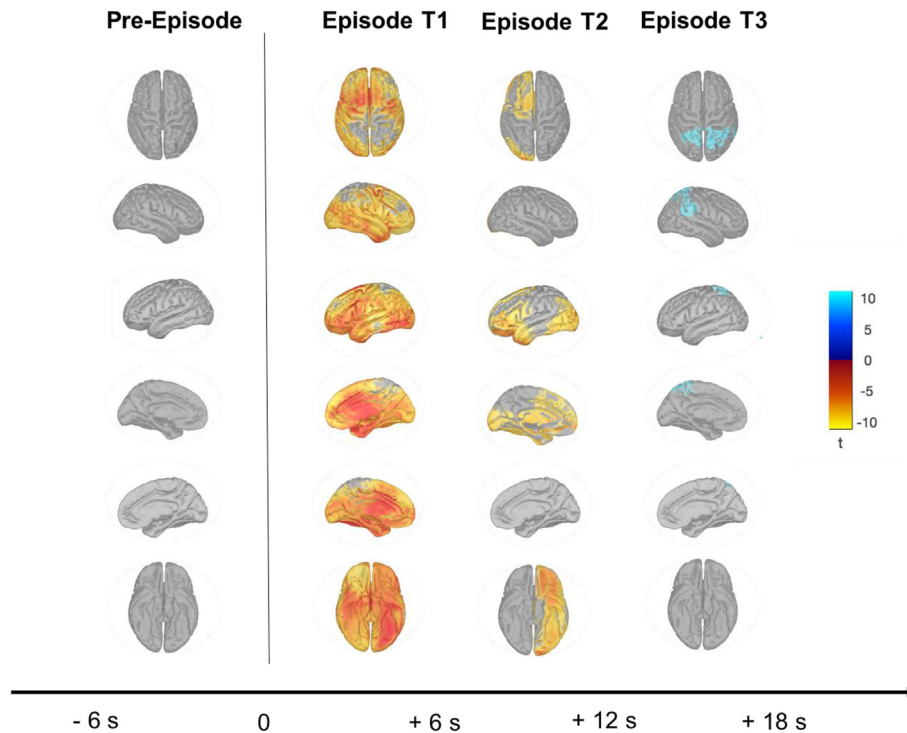 Pre-Episode
Episode T1
Episode T2
Episode T3
10
5
0
-5
-10
t
- 6 s
0
+ 6 s
+ 12 s
+ 18 s